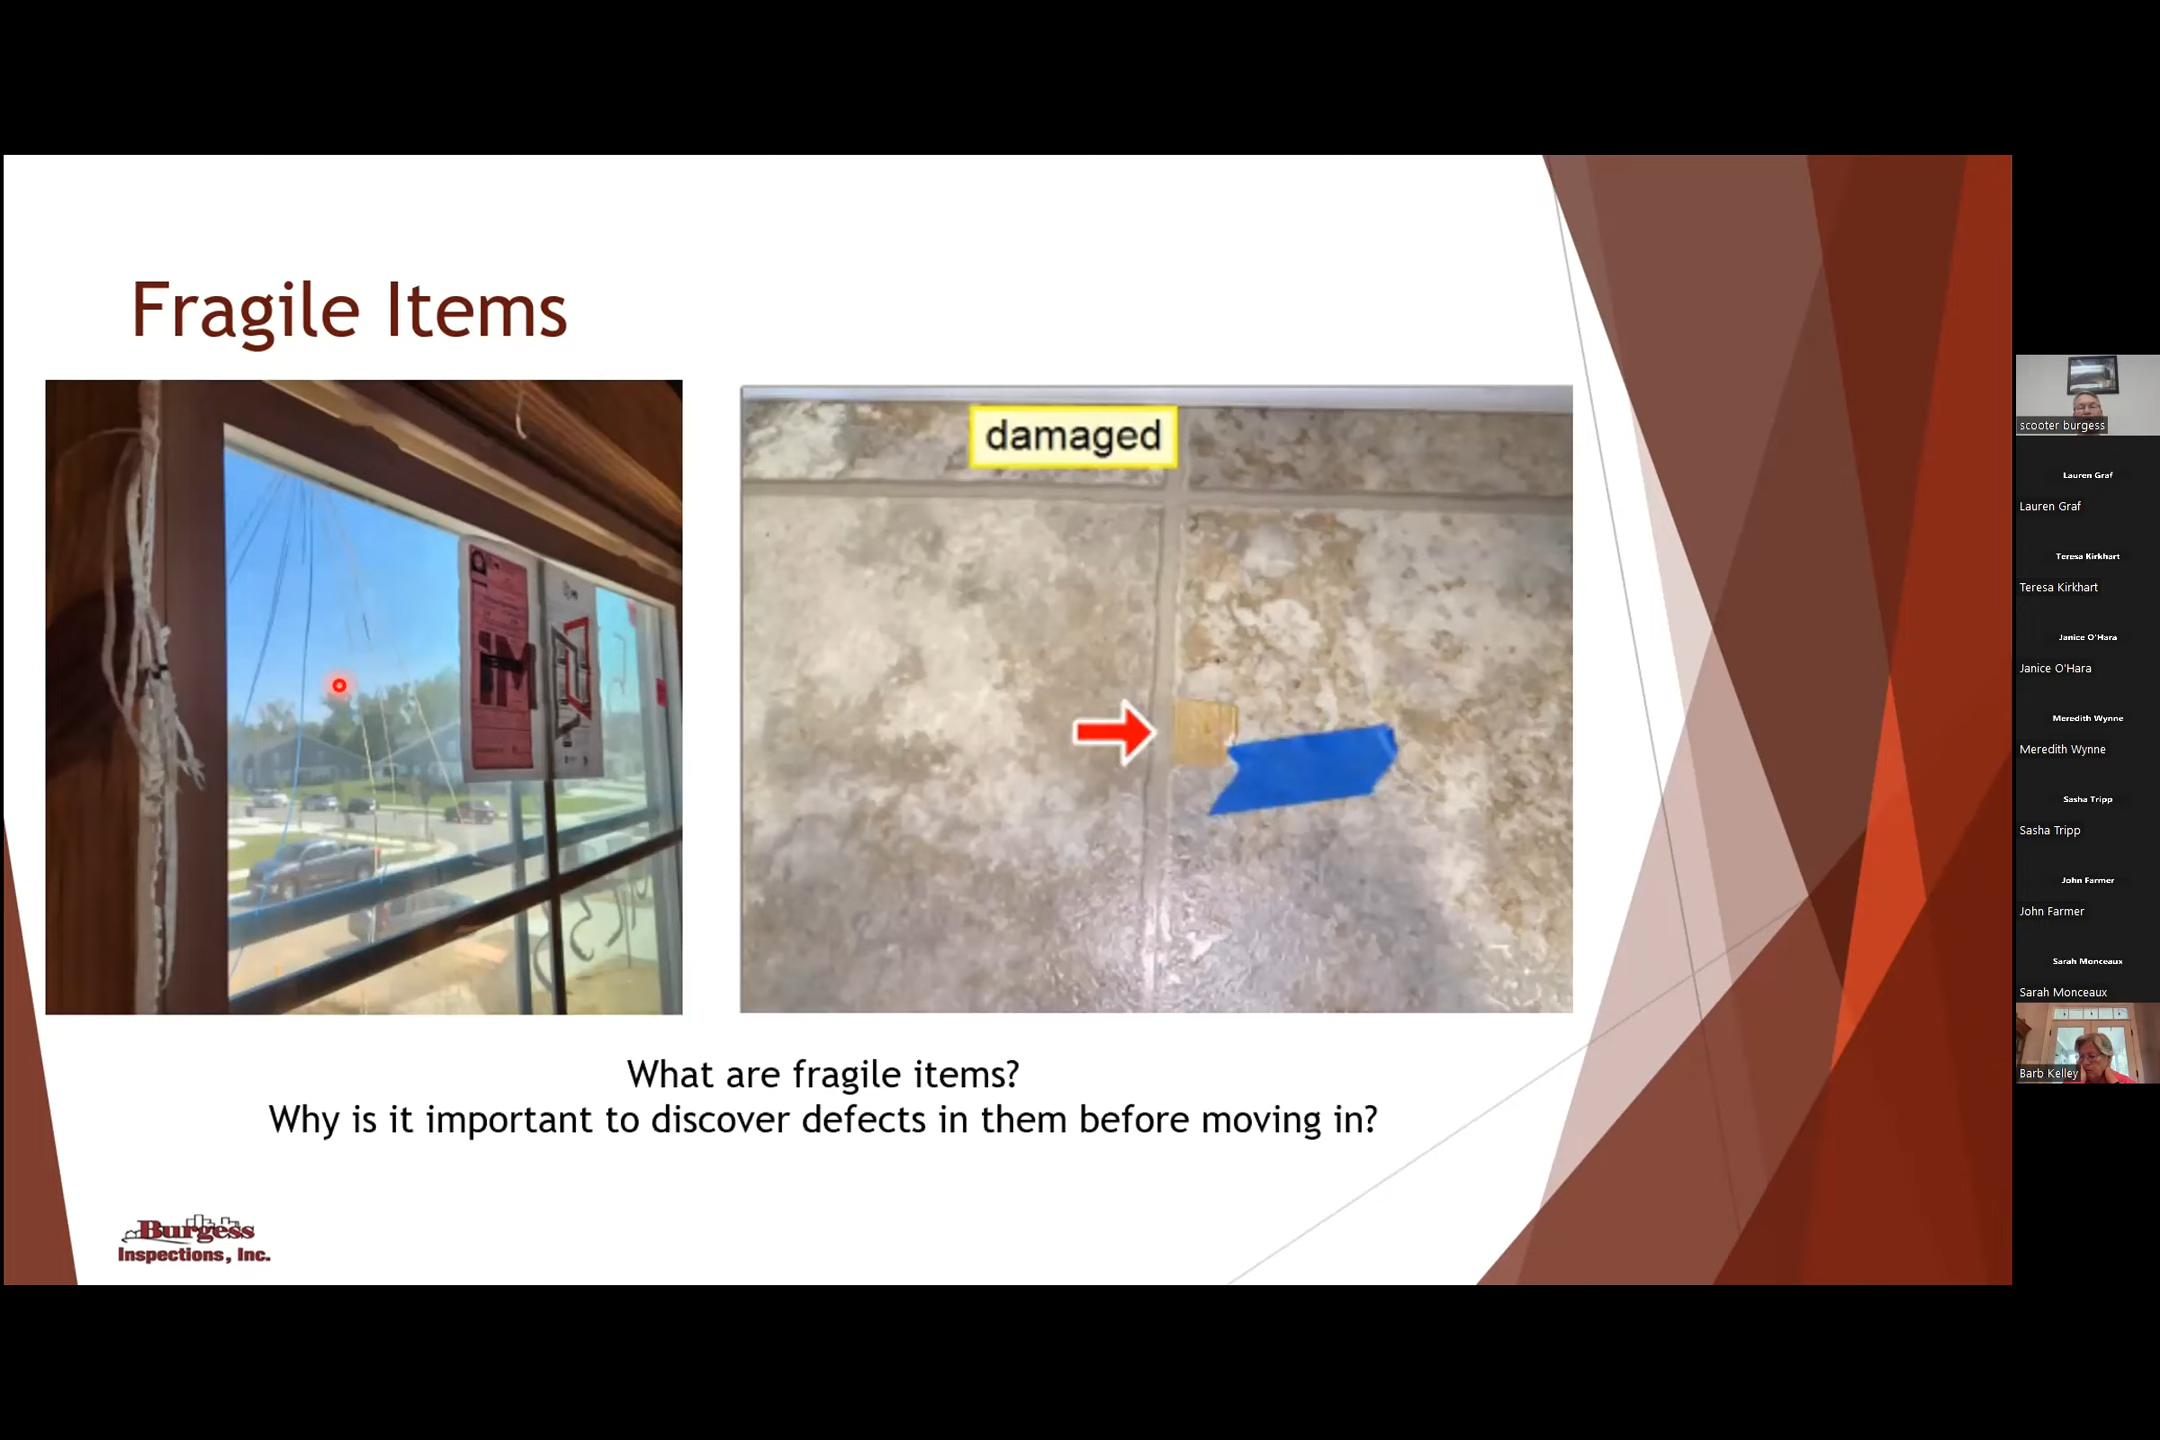 Fragile Items
damaged
What are fragile items?
Why is it important to discover defects in them before moving in?
Burgess
Inspections, Inc.
scooter burgess
Lauren Graf
Lauren Graf
Teresa Kirkhart
Teresa Kirkhart
Janice O'Hara
Janice O'Hara
Meredith Wynne
Meredith Wynne
Sasha Tripp
Sasha Tripp
John Farmer
John Farmer
Sarah Monceaux
Sarah Monceaux
Barb Kelley